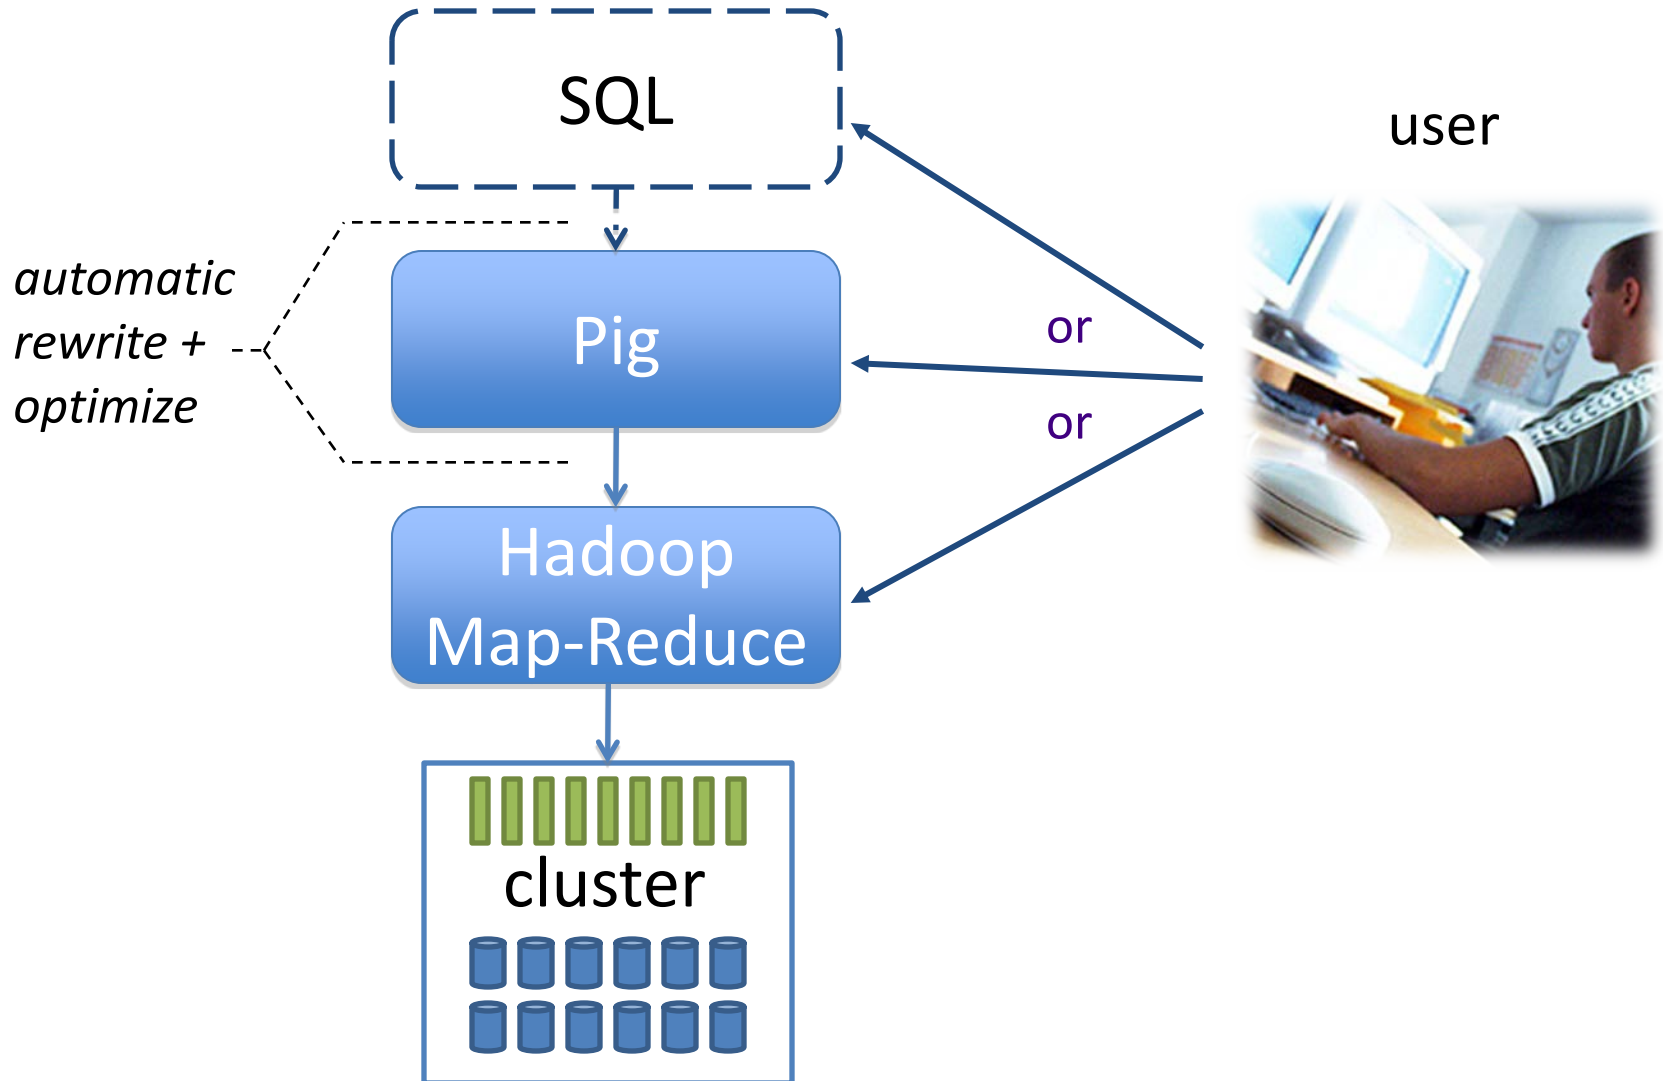 SQL
user
automatic
rewrite +
optimize
Pig
or
or
Hadoop
Map-Reduce
cluster